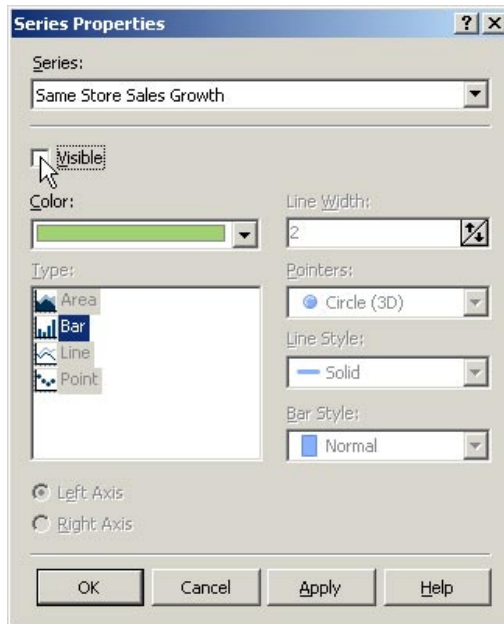 Series Properties
Series:
Same Store Sales Growth
Visible
Color:
Line Width:
2
Type:
Area
Bar
Line
Point
Pointers:
Circle (3D)
Line Style:
Solid
Bar Style:
Normal
Left Axis
Right Axis
OK Cancel Apply Help